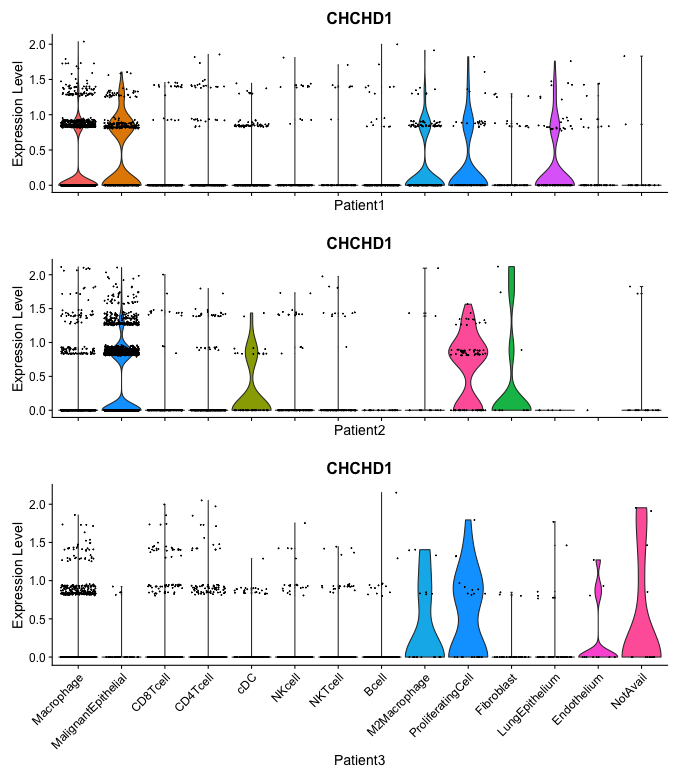 CHCHD1
Expression Level
2.0
1.5
1.0
0.5
0.0
Patient1
CHCHD1
Expression Level
2.0
1.5
1.0
0.5
0.0
Patient2
CHCHD1
Expression Level
2.0
1.5
1.0
0.5
0.0
Macrophage
MalignantEpithelial
CD8Tcell
CD4Tcell
cDC
NKcell
NKTcell
Bcell
M2Macrophage
ProliferatingCell
Fibroblast
LungEpithelium
Endothelium
NotAvail
Patient3